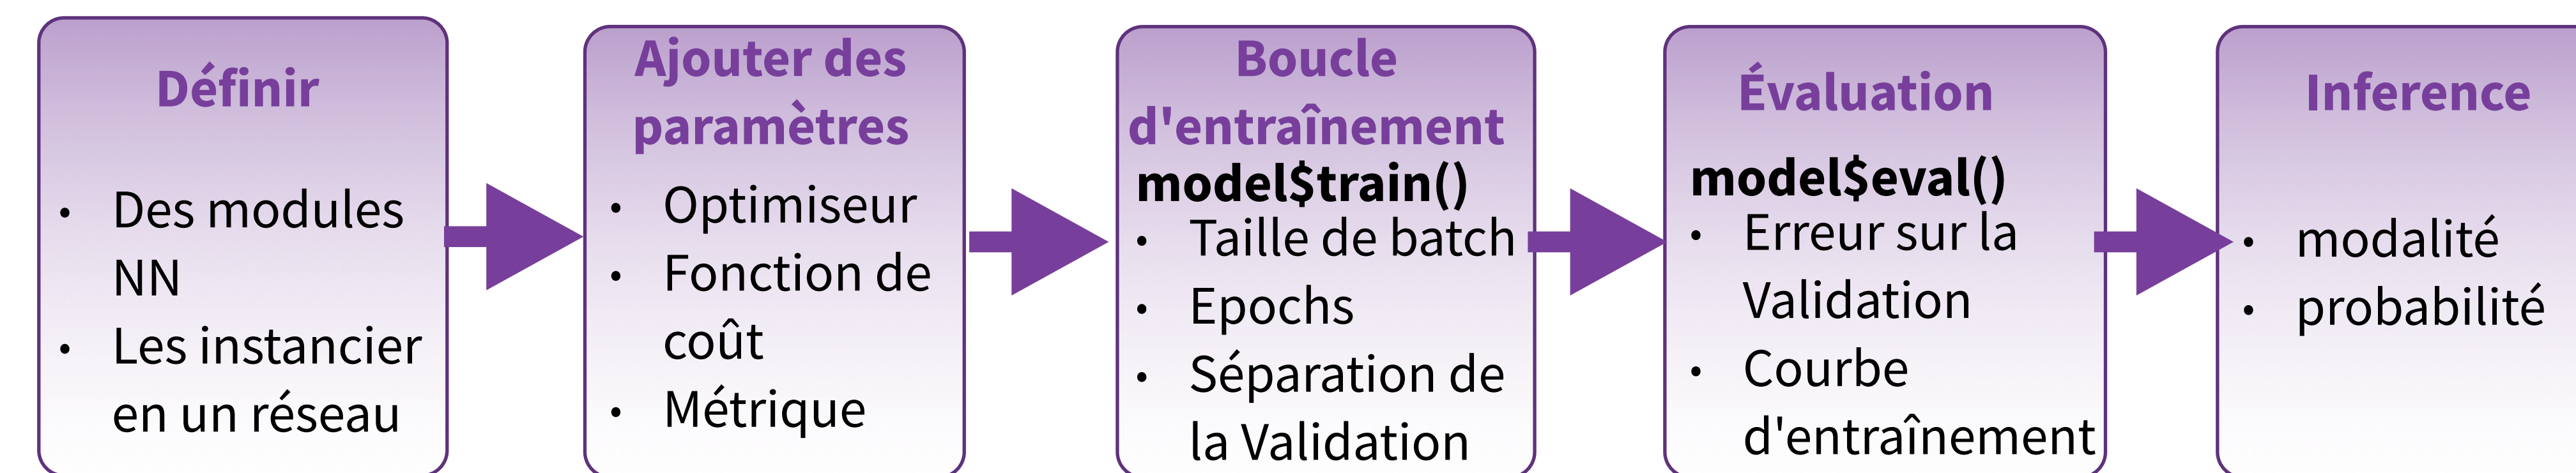 Définir
• Des modules
NN
• Les instancier
en un réseau
Ajouter des
paramètres
• Optimiseur
• Fonction de
coût
• Métrique
Boucle
d'entraînement
model$train()
• Taille de batch
• Epochs
• Séparation de
la Validation
Évaluation
model$eval()
• Erreur sur la
Validation
• Courbe
d'entraînement
Inference
• modalité
• probabilité